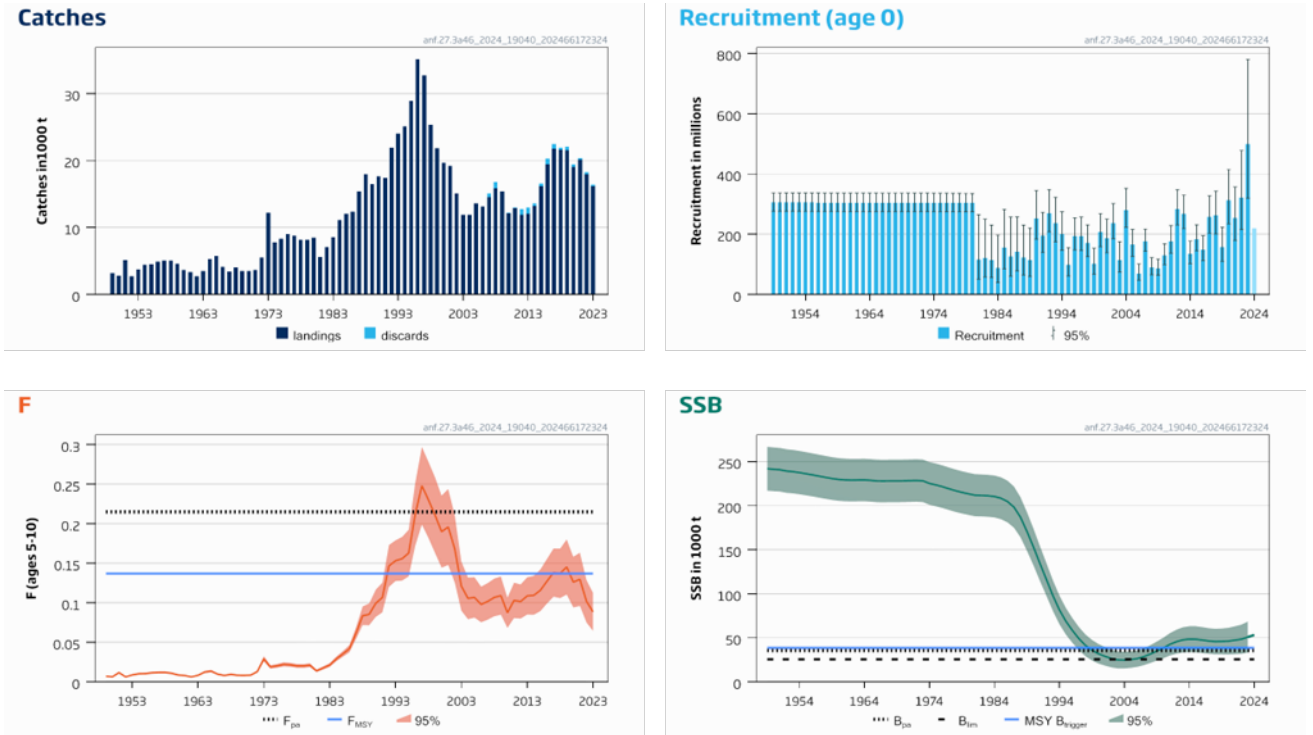 Catches
anf.27.3a46_2024_19040_202466172324
Catches in1000 t
30
20
10
0
1953 1963 1973 1983 1993 2003 2013 2023
landings discards
Recruitment (age 0)
anf.27.3a46_2024_19040_202466172324
Recruitment in millions
800
600
400
200
0
1954 1964 1974 1984 1994 2004 2014 2024
Recruitment 95%
F
anf.27.3a46_2024_19040_202466172324
F (ages 5-10)
0.3
0.25
0.2
0.15
0.1
0.05
0
1953 1963 1973 1983 1993 2003 2013 2023
Fpa FMSY 95%
SSB
anf.27.3a46_2024_19040_202466172324
SSB in 1000 t
250
200
150
100
50
0
1954 1964 1974 1984 1994 2004 2014 2024
Bpa Blim MSY Btrigger 95%